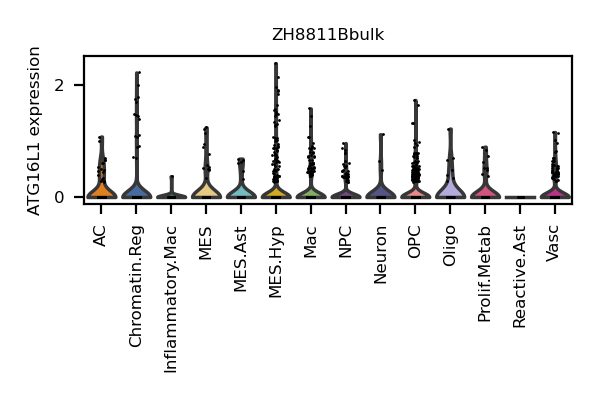 ZH8811Bbulk
ATG16L1 expression
2
0
AC
Chromatin.Reg
Inflammatory.Mac
MES
MES.Ast
MES.Hyp
Mac
NPC
Neuron
OPC
Oligo
Prolif.Metab
Reactive.Ast
Vasc